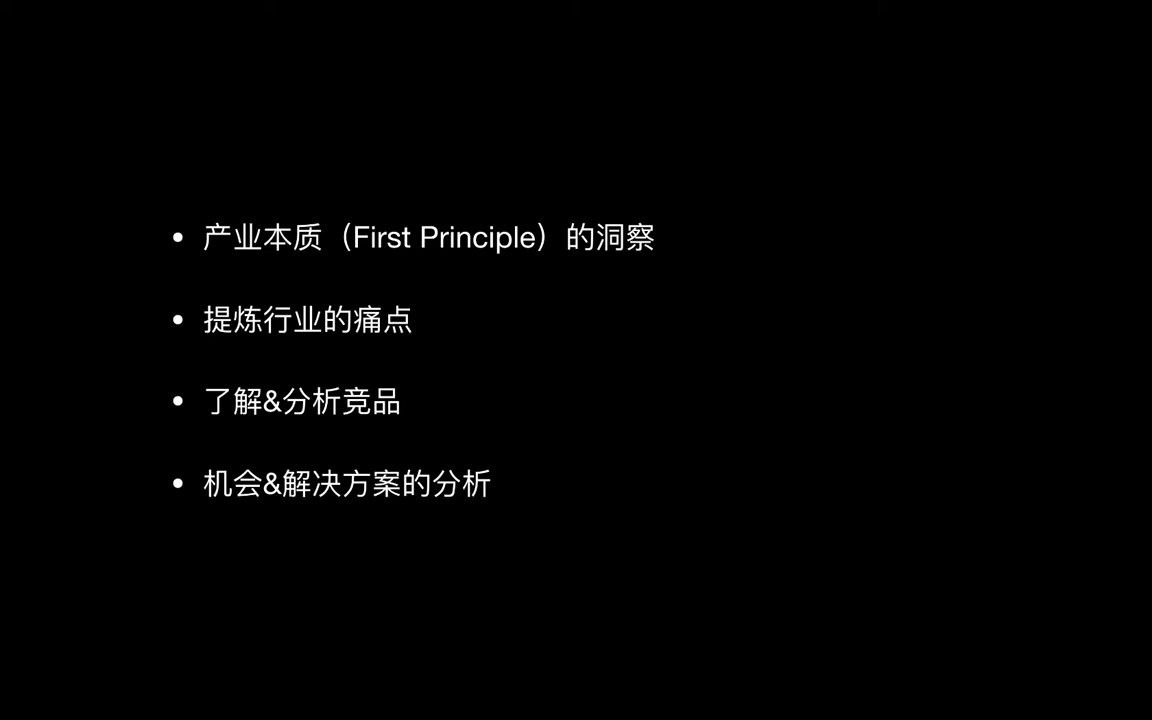 • 产业本质（First Principle）的洞察
• 提炼行业的痛点
• 了解&分析竞品
• 机会&解决方案的分析